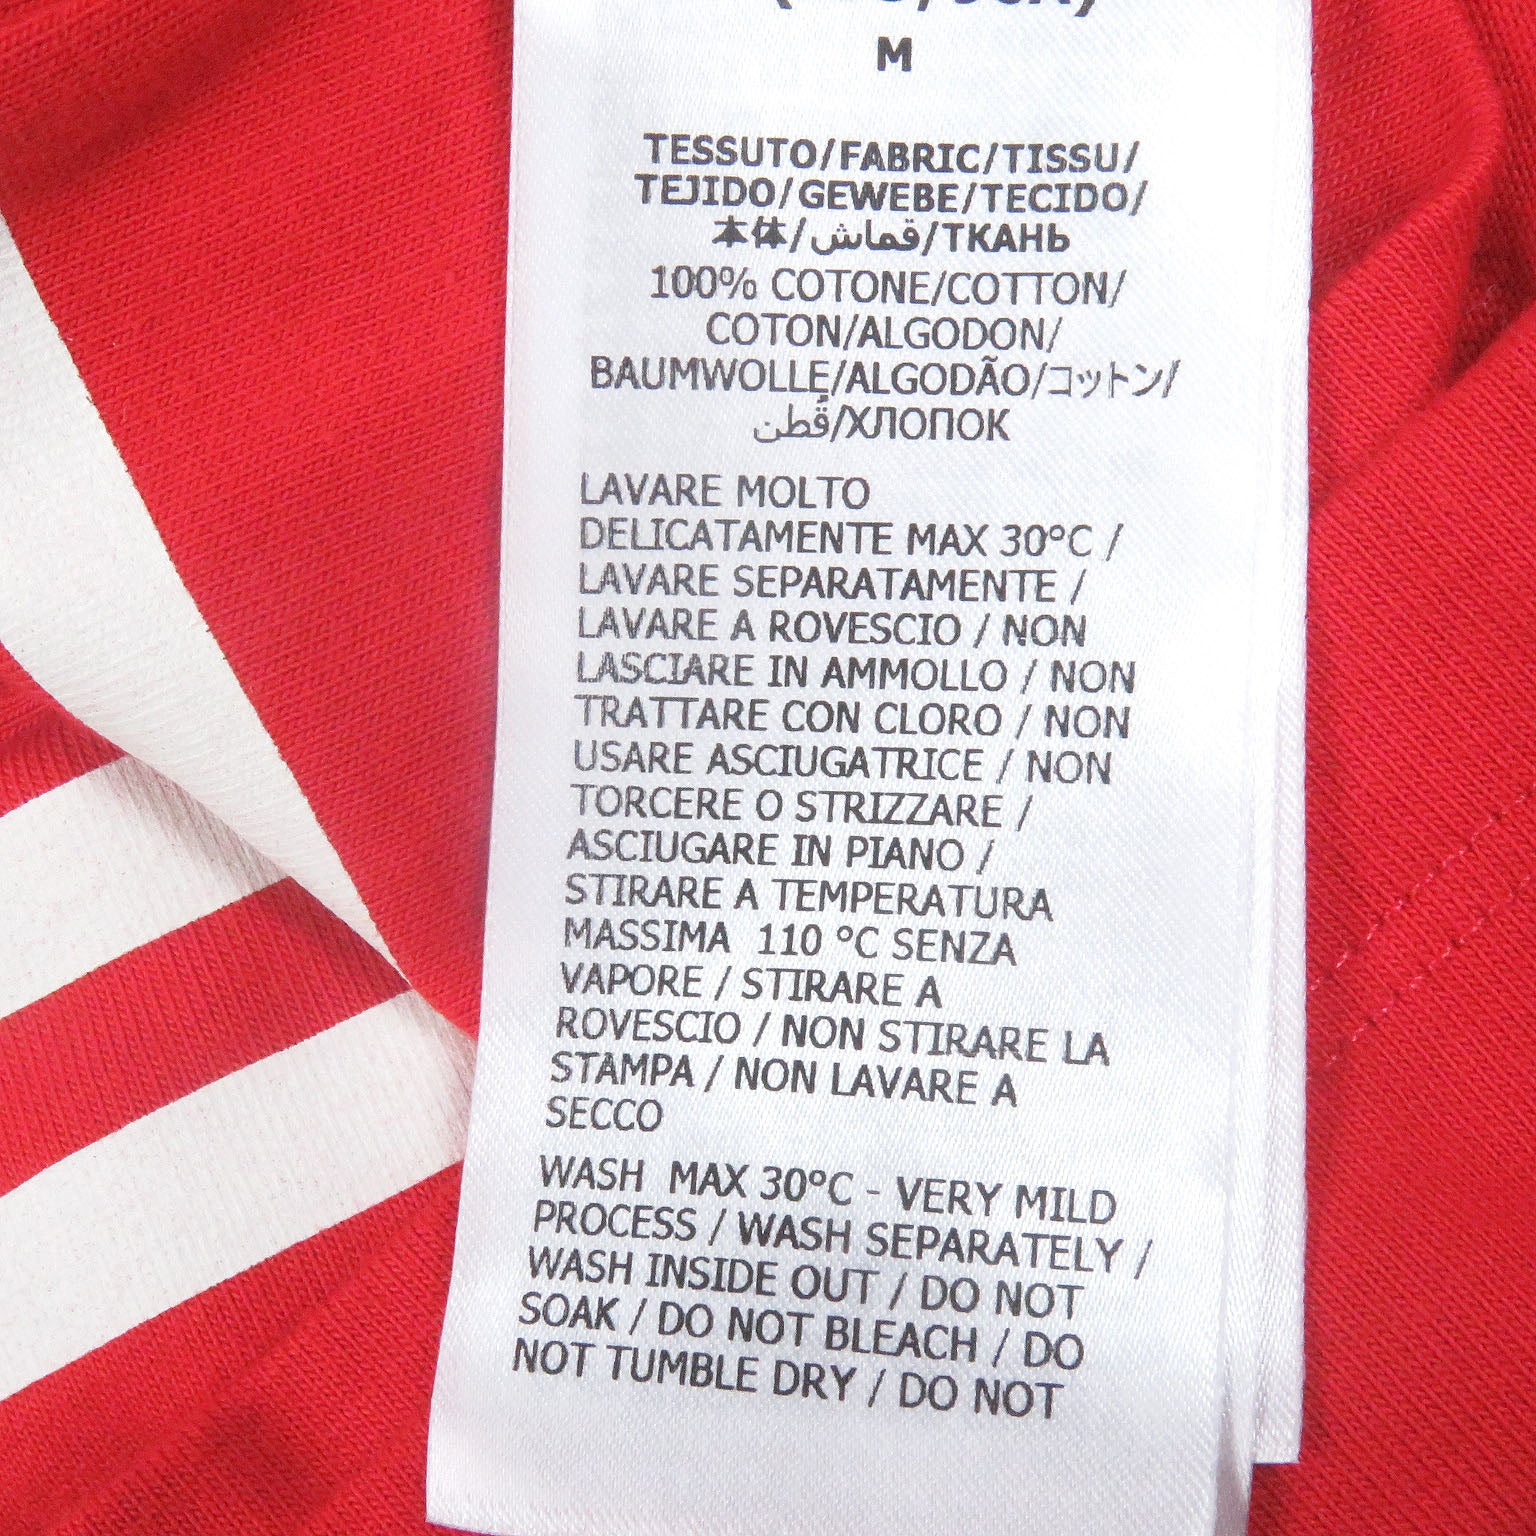 M
TESSUTO/FABRIC/TISSU/
TEJIDO/GEWEBE/TECIDO/
本体/قماش/ТКАНЬ
100% COTONE/COTTON/
COTON/ALGODON/
BAUMWOLLE/ALGODÃO/コットン/
قُطن/ХЛОПОК
LAVARE MOLTO
DELICATAMENTE MAX 30°C /
LAVARE SEPARATAMENTE /
LAVARE A ROVESCIO / NON
LASCIARE IN AMMOLLO / NON
TRATTARE CON CLORO / NON
USARE ASCIUGATRICE / NON
TORCERE O STRIZZARE /
ASCIUGARE IN PIANO /
STIRARE A TEMPERATURA
MASSIMA 110 °C SENZA
VAPORE / STIRARE A
ROVESCIO / NON STIRARE LA
STAMPA / NON LAVARE A
SECCO
WASH MAX 30°C - VERY MILD
PROCESS / WASH SEPARATELY /
WASH INSIDE OUT / DO NOT
SOAK / DO NOT BLEACH / DO
NOT TUMBLE DRY / DO NOT